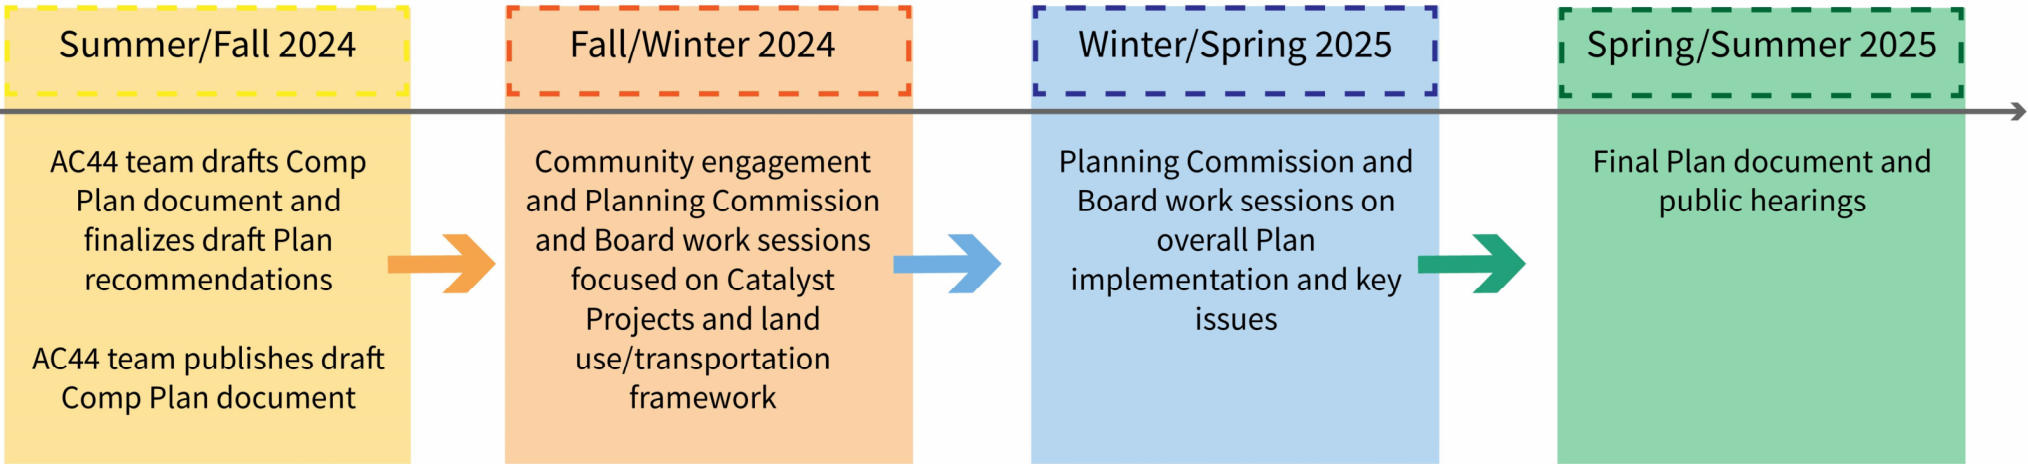 Summer/Fall 2024
AC44 team drafts Comp
Plan document and
finalizes draft Plan
recommendations
AC44 team publishes draft
Comp Plan document
Fall/Winter 2024
Community engagement
and Planning Commission
and Board work sessions
focused on Catalyst
Projects and land
use/transportation
framework
Winter/Spring 2025
Planning Commission and
Board work sessions on
overall Plan
implementation and key
issues
Spring/Summer 2025
Final Plan document and
public hearings